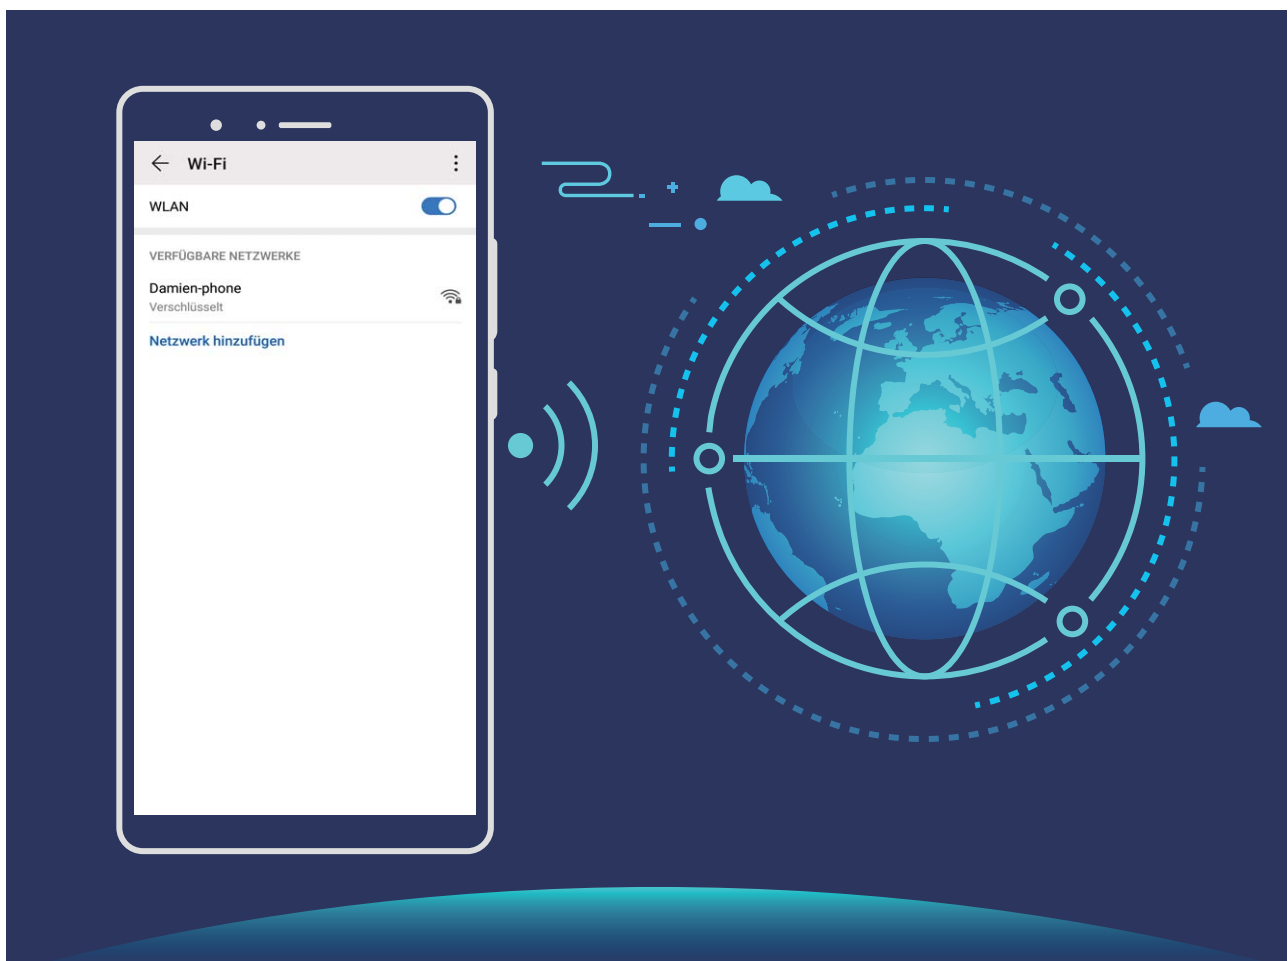 Wi-Fi
WLAN
VERFÜGBARE NETZWERKE
Damien-phone
Verschlüsselt
Netzwerk hinzufügen